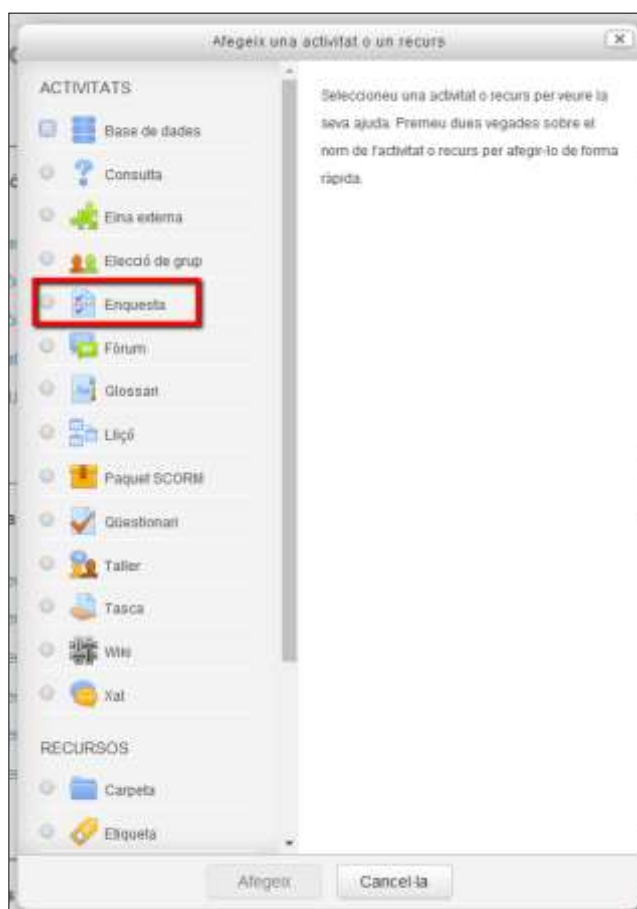 Afegeix una activitat o un recurs
ACTIVITATS
Base de dades
Consulta
Eina externa
Elecció de grup
Enquesta
Fòrum
Glossari
Lliçó
Paquet SCORM
Qüestionari
Taller
Tasca
Wiki
Xat
RECURSOS
Carpeta
Etiqueta
Seleccioneu una activitat o recurs per veure la
seva ajuda. Premeu dues vegades sobre el
nom de l'activitat o recurs per afegir-lo de forma
ràpida.
Afegeix
Cancel·la